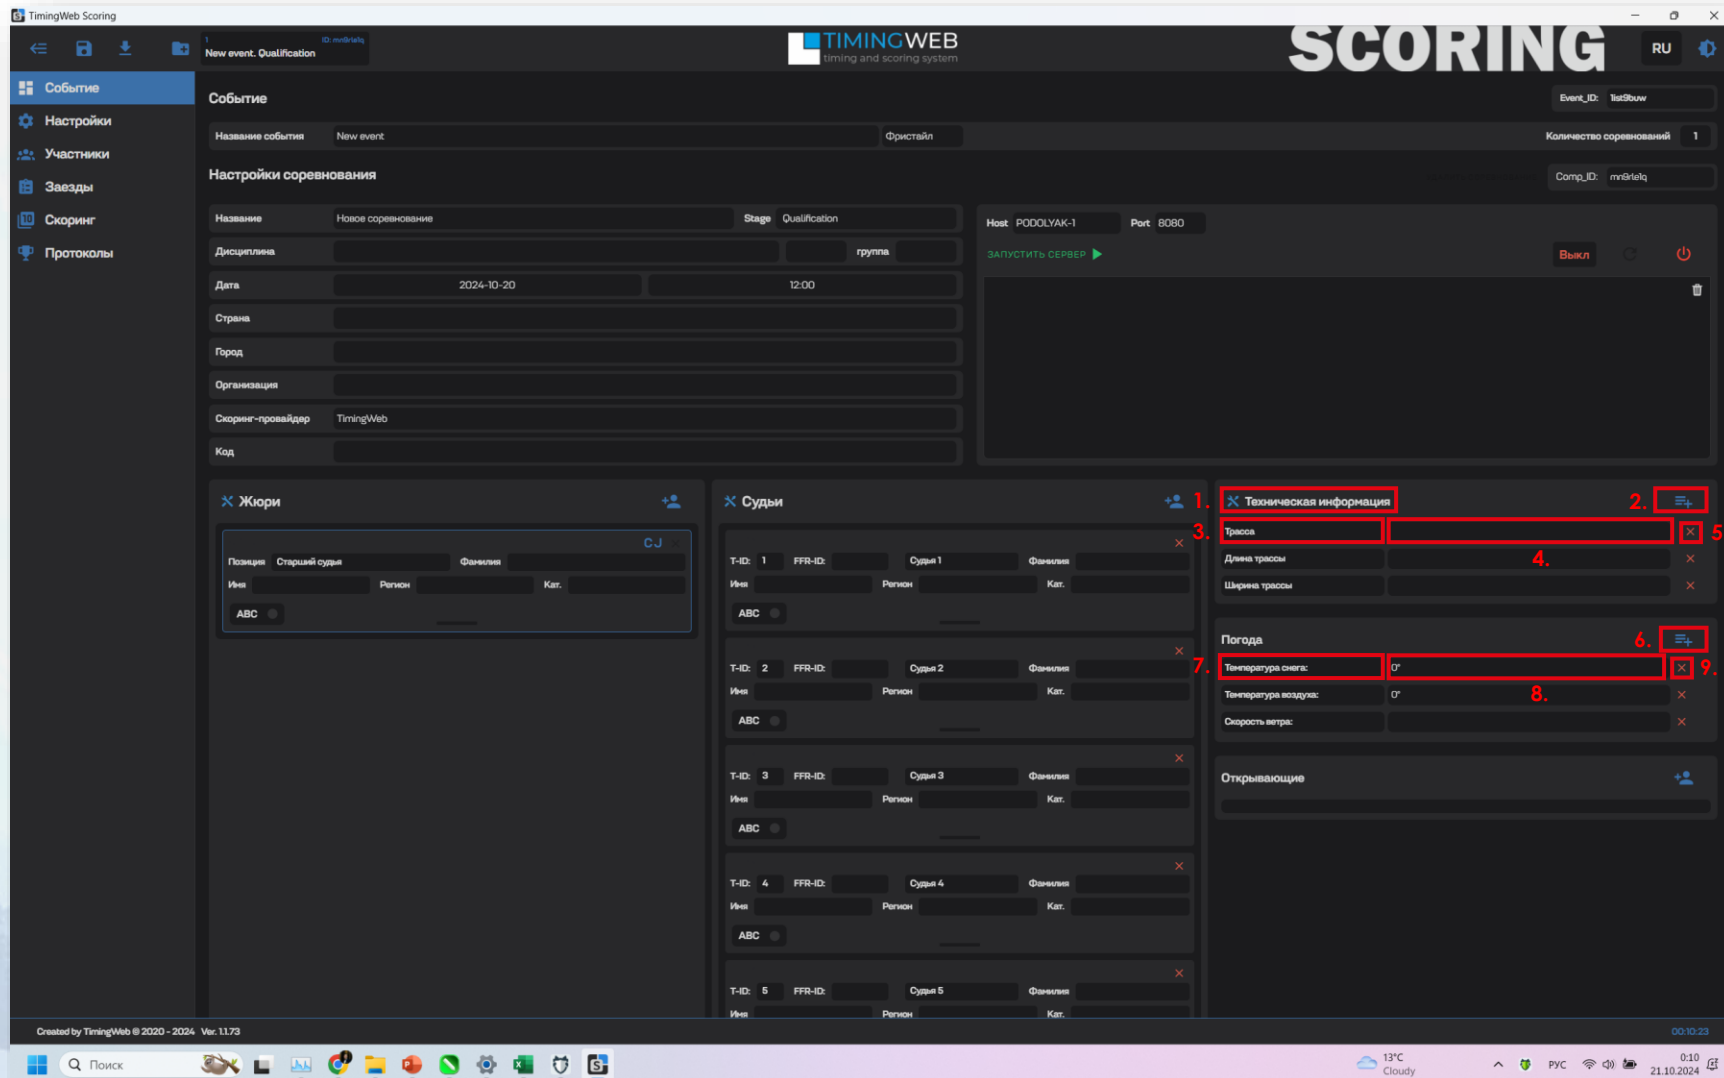 TimingWeb Scoring
1 ID: mn9rle1q
New event. Qualification
TIMINGWEB
timing and scoring system
SCORING
RU
Событие
Настройки
Участники
Заезды
Скоринг
Протоколы
Событие
Event_ID: 1ist9buw
Название события New event Фристайл Количество соревнований 1
Настройки соревнования
Comp_ID: mn9rle1q
Название Новое соревнование Stage Qualification
Дисциплина группа
Дата 2024-10-20 12:00
Страна
Город
Организация
Скоринг-провайдер TimingWeb
Код
Host PODOLYAK-1 Port 8080
ЗАПУСТИТЬ СЕРВЕР Выкл
Жюри
CJ
Позиция Старший судья Фамилия
Имя Регион Кат.
ABC
Судьи
T-ID: 1 FFR-ID: Судья 1 Фамилия
Имя Регион Кат.
ABC
T-ID: 2 FFR-ID: Судья 2 Фамилия
Имя Регион Кат.
ABC
T-ID: 3 FFR-ID: Судья 3 Фамилия
Имя Регион Кат.
ABC
T-ID: 4 FFR-ID: Судья 4 Фамилия
Имя Регион Кат.
ABC
T-ID: 5 FFR-ID: Судья 5 Фамилия
Имя Регион Кат.
1. Техническая информация 2.
3. Трасса 5
Длина трассы 4.
Ширина трассы
Погода 6.
7. Температура снега: 0° 9.
Температура воздуха: 0° 8.
Скорость ветра:
Открывающие
Created by TimingWeb © 2020 - 2024 Ver. 1.1.73
00:10:23
Поиск
13°C
Cloudy
РУС
0:10
21.10.2024